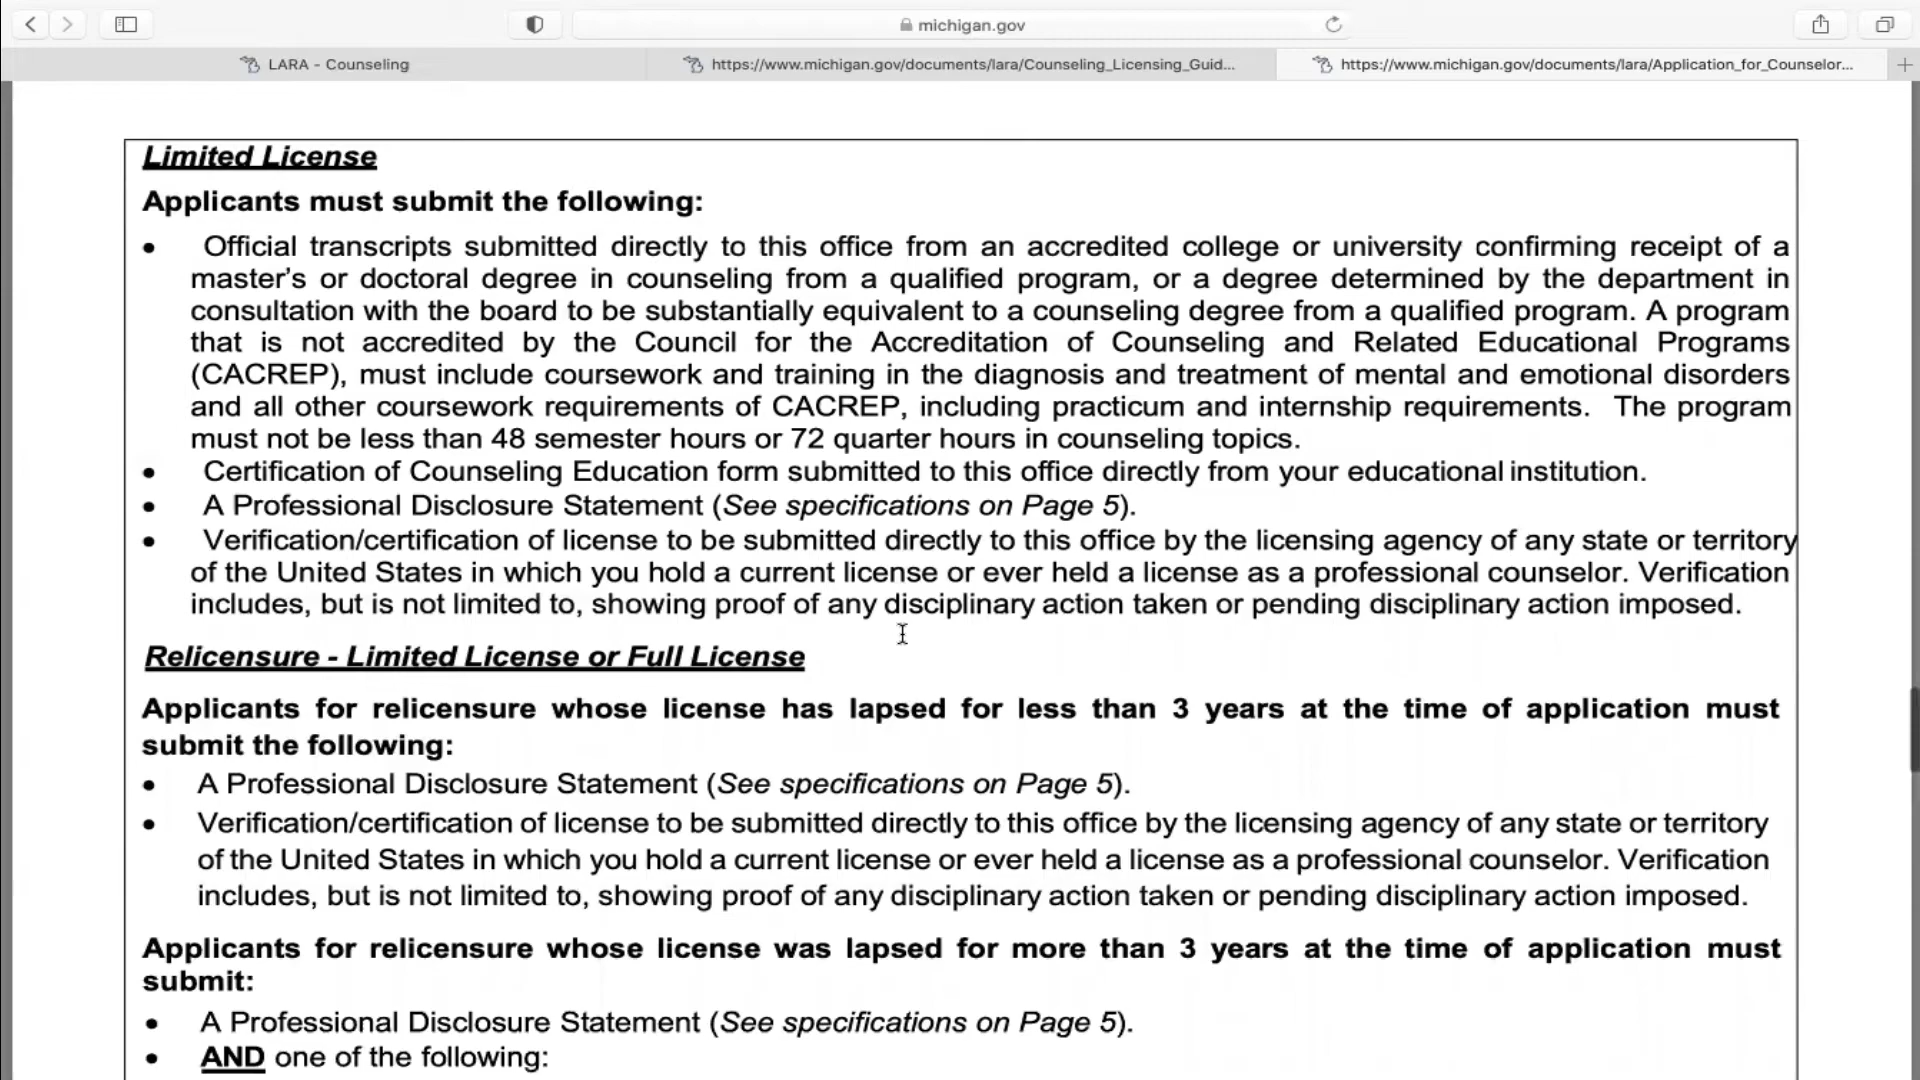 michigan.gov
LARA - Counseling
https://www.michigan.gov/documents/lara/Counseling_Licensing_Guid...
https://www.michigan.gov/documents/lara/Application_for_Counselor...
Limited License
Applicants must submit the following:
• Official transcripts submitted directly to this office from an accredited college or university confirming receipt of a
master's or doctoral degree in counseling from a qualified program, or a degree determined by the department in
consultation with the board to be substantially equivalent to a counseling degree from a qualified program. A program
that is not accredited by the Council for the Accreditation of Counseling and Related Educational Programs
(CACREP), must include coursework and training in the diagnosis and treatment of mental and emotional disorders
and all other coursework requirements of CACREP, including practicum and internship requirements. The program
must not be less than 48 semester hours or 72 quarter hours in counseling topics.
• Certification of Counseling Education form submitted to this office directly from your educational institution.
• A Professional Disclosure Statement (See specifications on Page 5).
• Verification/certification of license to be submitted directly to this office by the licensing agency of any state or territory
of the United States in which you hold a current license or ever held a license as a professional counselor. Verification
includes, but is not limited to, showing proof of any disciplinary action taken or pending disciplinary action imposed.
Relicensure - Limited License or Full License
Applicants for relicensure whose license has lapsed for less than 3 years at the time of application must
submit the following:
• A Professional Disclosure Statement (See specifications on Page 5).
• Verification/certification of license to be submitted directly to this office by the licensing agency of any state or territory
of the United States in which you hold a current license or ever held a license as a professional counselor. Verification
includes, but is not limited to, showing proof of any disciplinary action taken or pending disciplinary action imposed.
Applicants for relicensure whose license was lapsed for more than 3 years at the time of application must
submit:
• A Professional Disclosure Statement (See specifications on Page 5).
• AND one of the following: